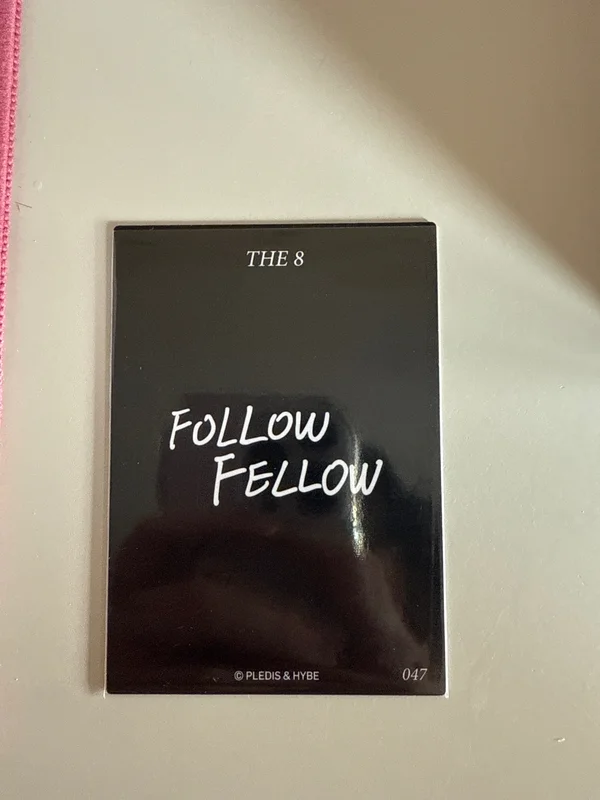 THE 8
FOLLOW
FELLOW
© PLEDIS & HYBE
047